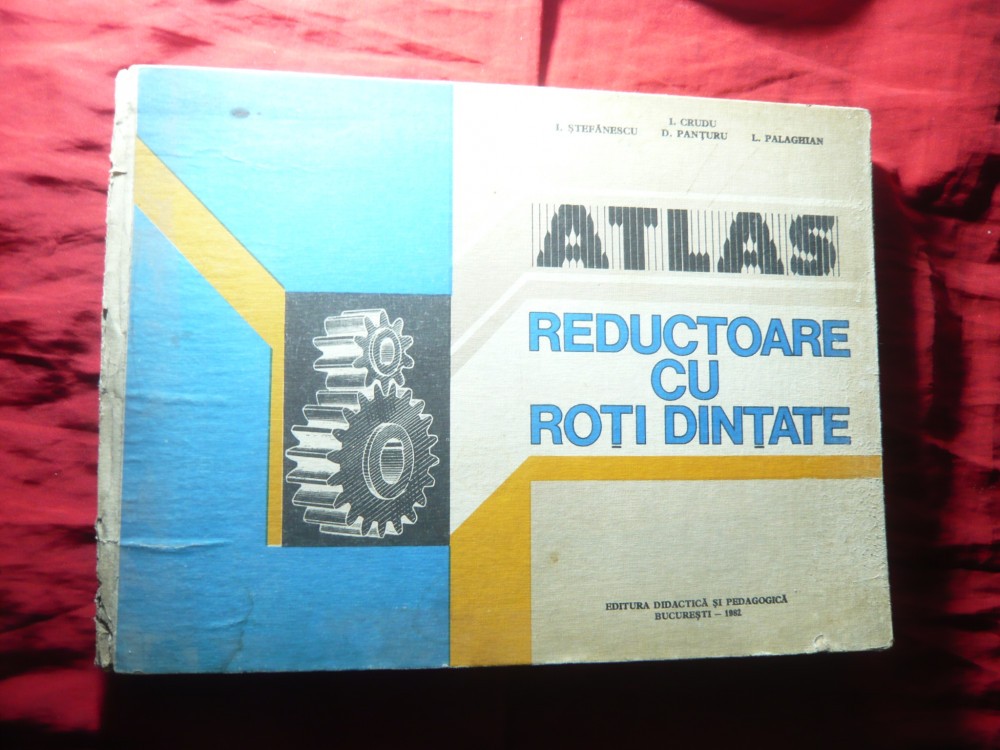 I. CRUDU
I. ȘTEFĂNESCU D. PANȚURU L. PALAGHIAN
ATLAS
REDUCTOARE
CU
ROȚI DINȚATE
EDITURA DIDACTICĂ ȘI PEDAGOGICĂ
BUCUREȘTI – 1982